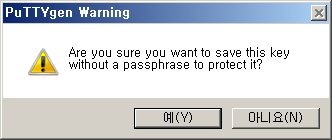 PuTTYgen Warning
Are you sure you want to save this key
without a passphrase to protect it?
예(Y)
아니요(N)